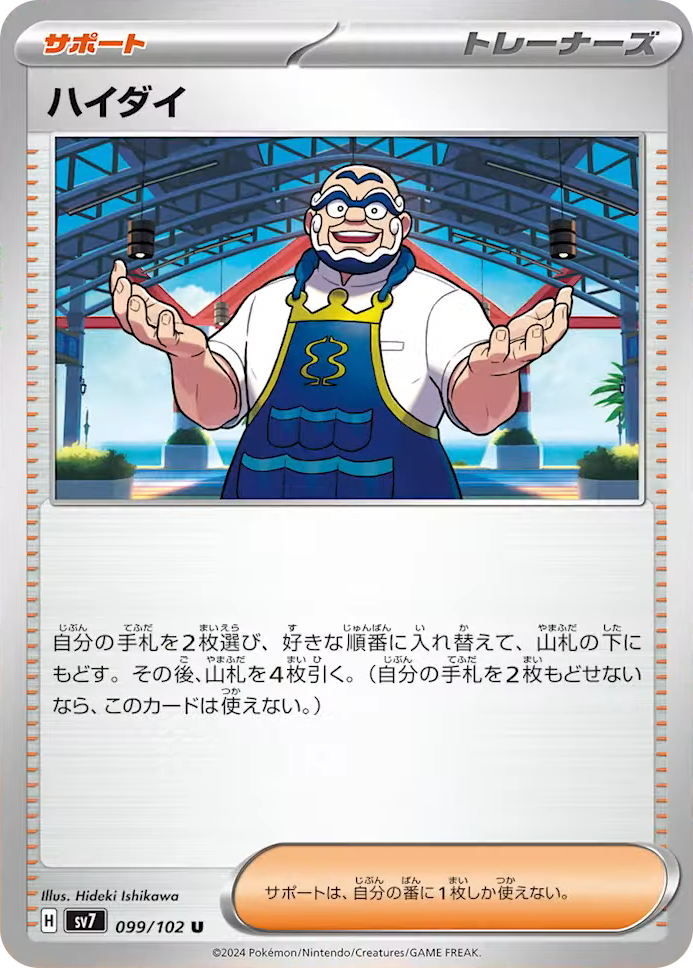 サポート
トレーナーズ
ハイダイ
自分の手札を2枚選び、好きな順番に入れ替えて、山札の下に
もどす。その後、山札を4枚引く。（自分の手札を2枚もどせない
なら、このカードは使えない。）
サポートは、自分の番に1枚しか使えない。
Illus. Hideki Ishikawa
H sv7 099/102 U
©2024 Pokémon/Nintendo/Creatures/GAME FREAK.